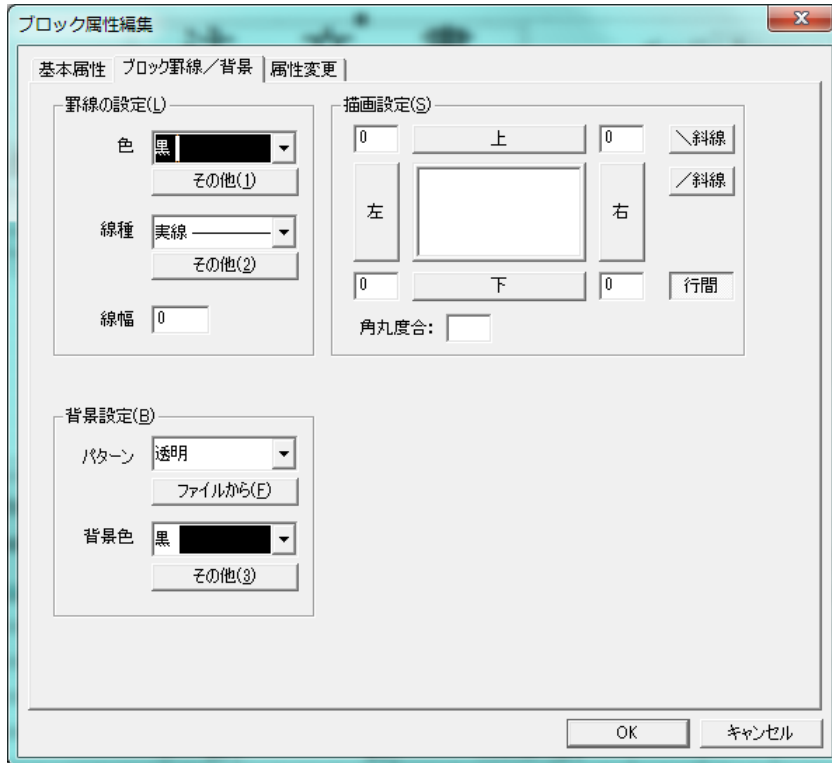 ブロック属性編集
基本属性 ブロック罫線／背景 属性変更
罫線の設定(L)
色 黒
その他(1)
線種 実線
その他(2)
線幅 0
描画設定(S)
0 上 0 ＼斜線
左 右 ／斜線
0 下 0 行間
角丸度合:
背景設定(B)
パターン 透明
ファイルから(F)
背景色 黒
その他(3)
OK キャンセル